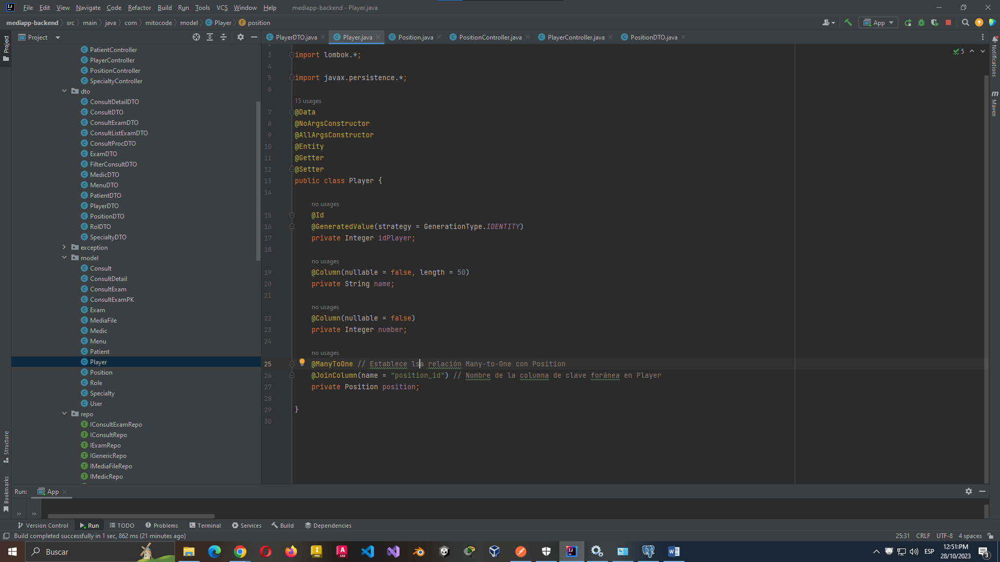 File Edit View Navigate Code Refactor Build Run Tools VCS Window Help mediapp-backend - Player.java
mediapp-backend src main java com mitocode model Player position App
Project
PlayerDTO.java Player.java Position.java PositionController.java PlayerController.java PositionDTO.java
Project
Structure
Bookmarks
PatientController
PlayerController
PositionController
SpecialtyController
dto
ConsultDetailDTO
ConsultDTO
ConsultExamDTO
ConsultListExamDTO
ConsultProcDTO
ExamDTO
FilterConsultDTO
MedicDTO
MenuDTO
PatientDTO
PlayerDTO
PositionDTO
RolDTO
SpecialtyDTO
exception
model
Consult
ConsultDetail
ConsultExam
ConsultExamPK
Exam
MediaFile
Medic
Menu
Patient
Player
Position
Role
Specialty
User
repo
IConsultExamRepo
IConsultRepo
IExamRepo
IGenericRepo
IMediaFileRepo
IMedicRepo
3 import lombok.*;
4
5 import javax.persistence.*;
6
15 usages
7 @Data
8 @NoArgsConstructor
9 @AllArgsConstructor
10 @Entity
11 @Getter
12 @Setter
13 public class Player {
14
no usages
15 @Id
16 @GeneratedValue(strategy = GenerationType.IDENTITY)
17 private Integer idPlayer;
18
no usages
19 @Column(nullable = false, length = 50)
20 private String name;
21
no usages
22 @Column(nullable = false)
23 private Integer number;
24
no usages
25 @ManyToOne // Establece lsa relación Many-to-One con Position
26 @JoinColumn(name = "position_id") // Nombre de la columna de clave foránea en Player
27 private Position position;
28
29 }
30
5
Notifications
m Maven
Run: App
Version Control Run TODO Problems Terminal Services Build Dependencies
Build completed successfully in 1 sec, 862 ms (21 minutes ago) 25:31 CRLF UTF-8 4 spaces
Buscar
ESP
12:51:PM
28/10/2023
3